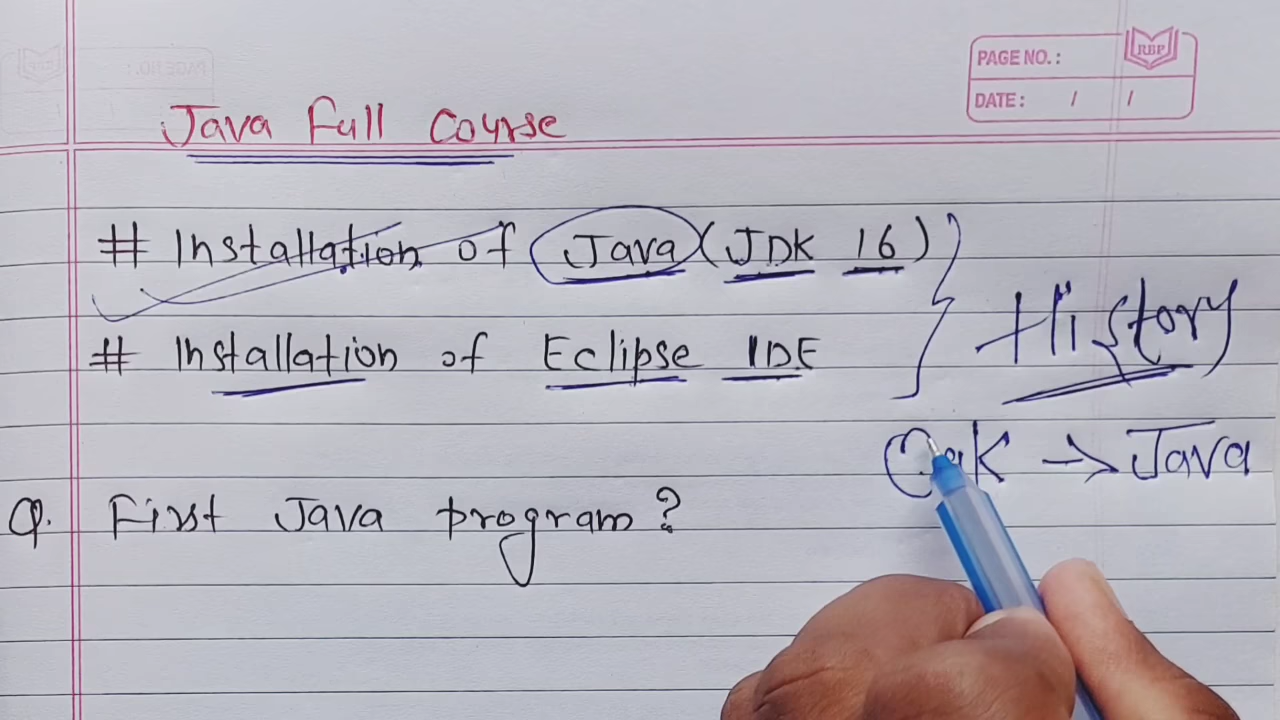 PAGE NO. :
RBP
DATE : / /
Java Full Course
# Installation of Java (JDK 16)
# Installation of Eclipse IDE
History
Oak → Java
Q. First Java program?